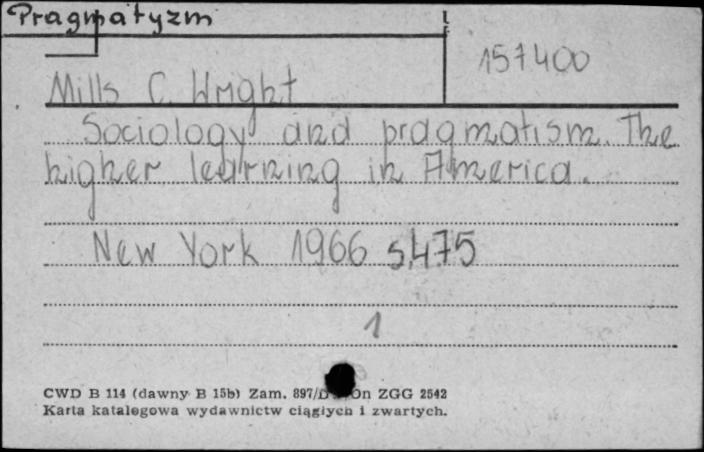 Pragmatyzm
157400
Mills C. Wright
Sociology and pragmatism. The
higher learning in America.
New York 1966 s.475
1
CWD B 114 (dawny B 15b) Zam. 897/ On ZGG 2542
Karta katalogowa wydawnictw ciągłych i zwartych.